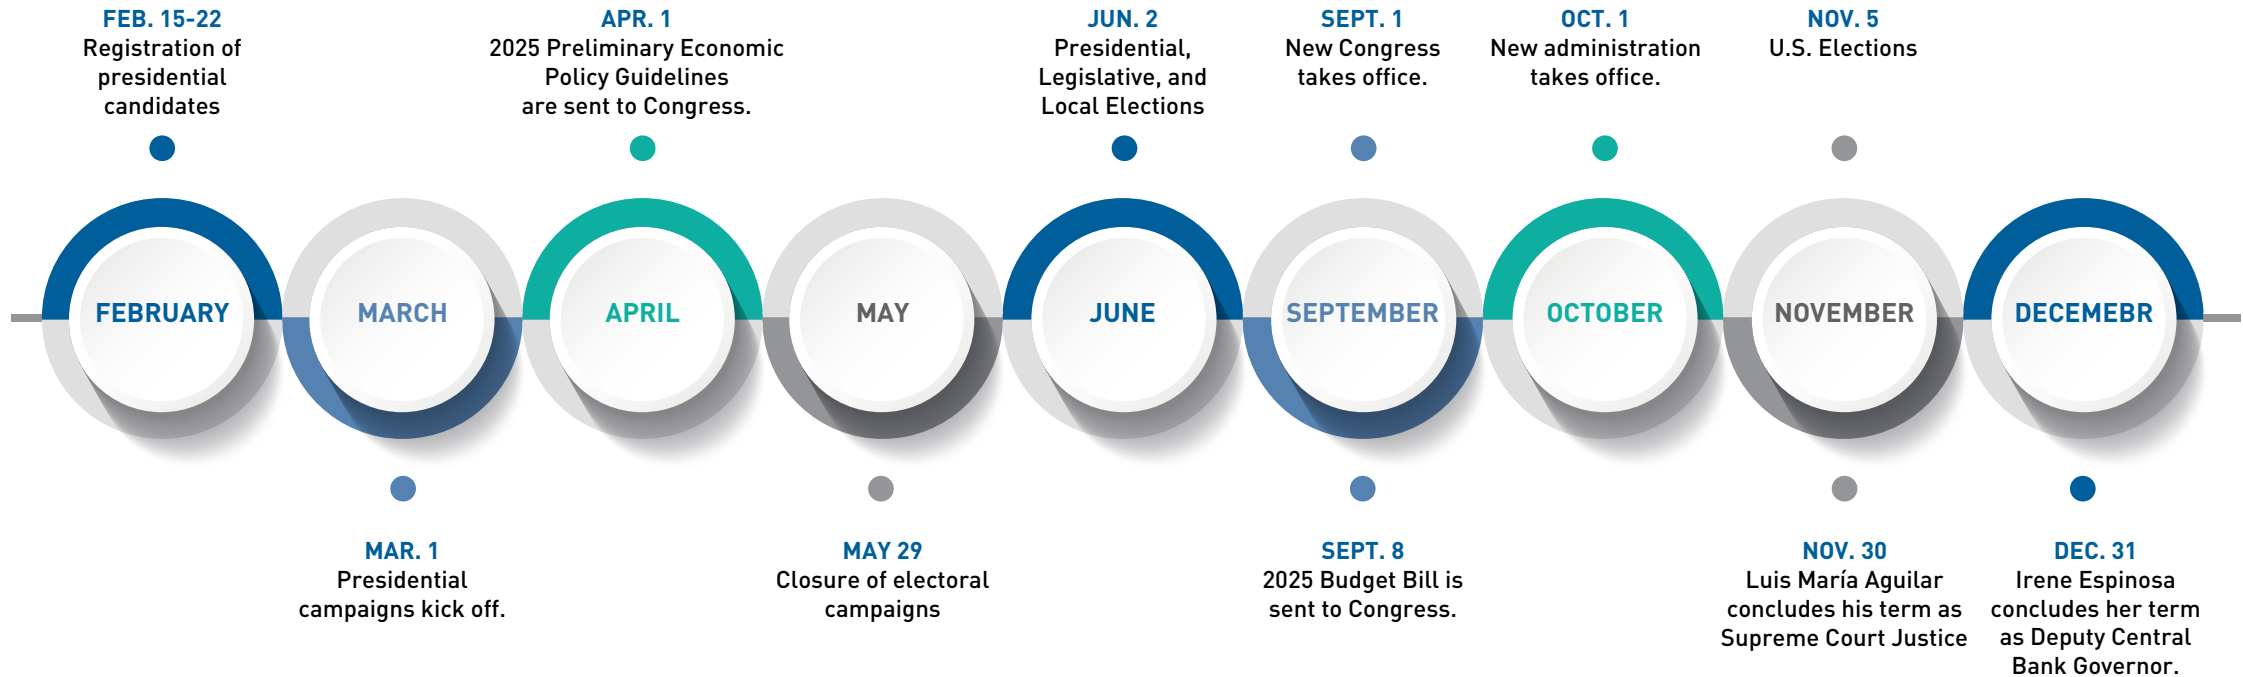 FEB. 15-22
Registration of
presidential
candidates
APR. 1
2025 Preliminary Economic
Policy Guidelines
are sent to Congress.
JUN. 2
Presidential,
Legislative, and
Local Elections
SEPT. 1
New Congress
takes office.
OCT. 1
New administration
takes office.
NOV. 5
U.S. Elections
FEBRUARY
MARCH
APRIL
MAY
JUNE
SEPTEMBER
OCTOBER
NOVEMBER
DECEMEBR
MAR. 1
Presidential
campaigns kick off.
MAY 29
Closure of electoral
campaigns
SEPT. 8
2025 Budget Bill is
sent to Congress.
NOV. 30
Luis María Aguilar
concludes his term as
Supreme Court Justice
DEC. 31
Irene Espinosa
concludes her term
as Deputy Central
Bank Governor.